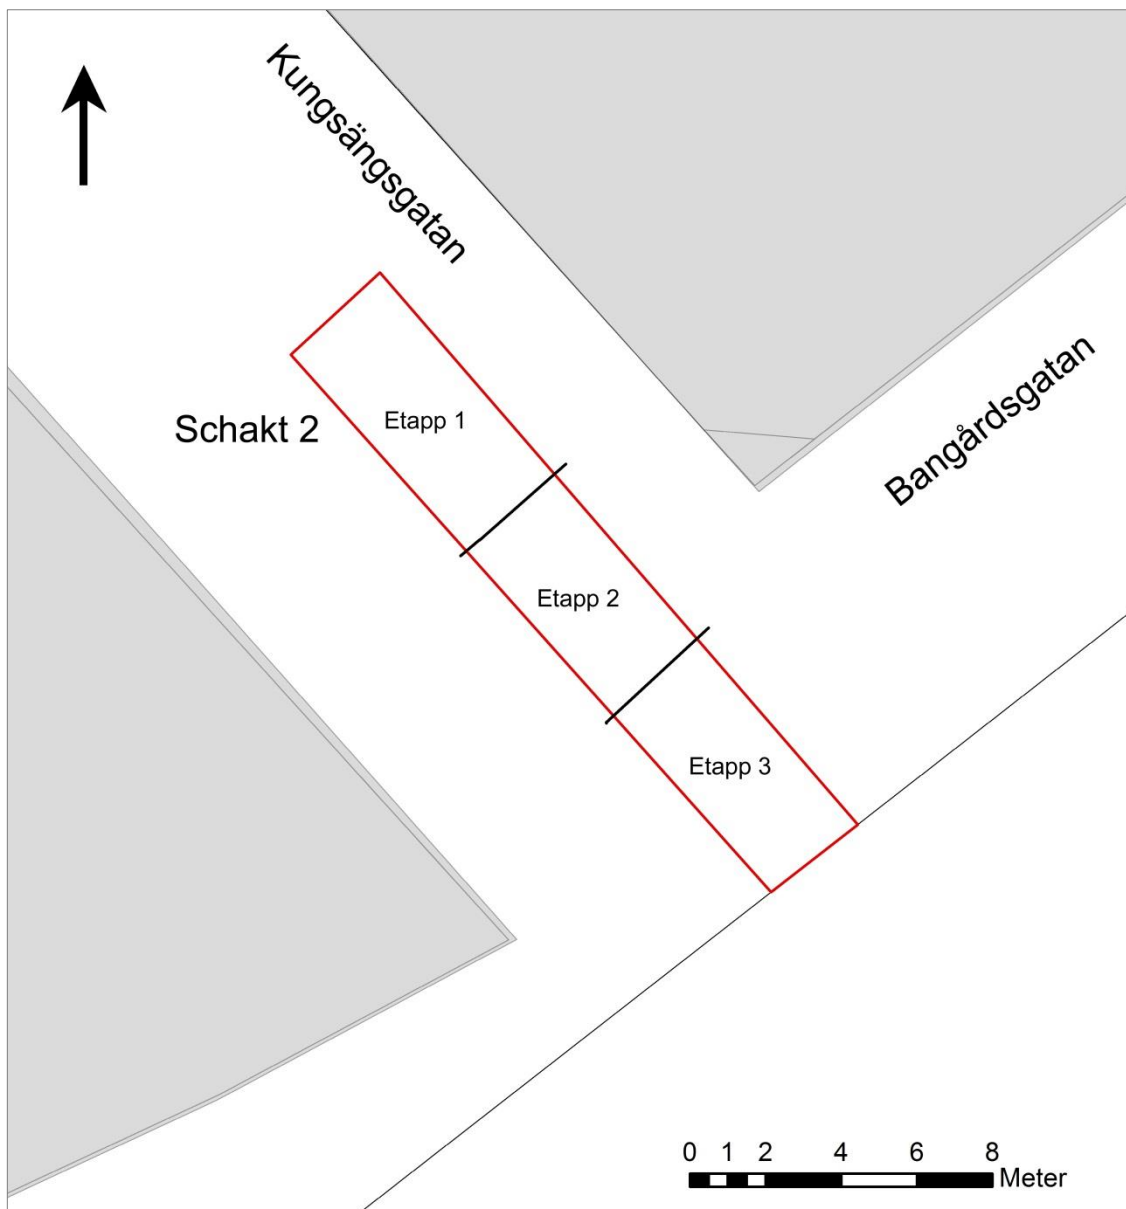 Kungsängsgatan
Bangårdsgatan
Schakt 2
Etapp 1
Etapp 2
Etapp 3
0 1 2 4 6 8
Meter